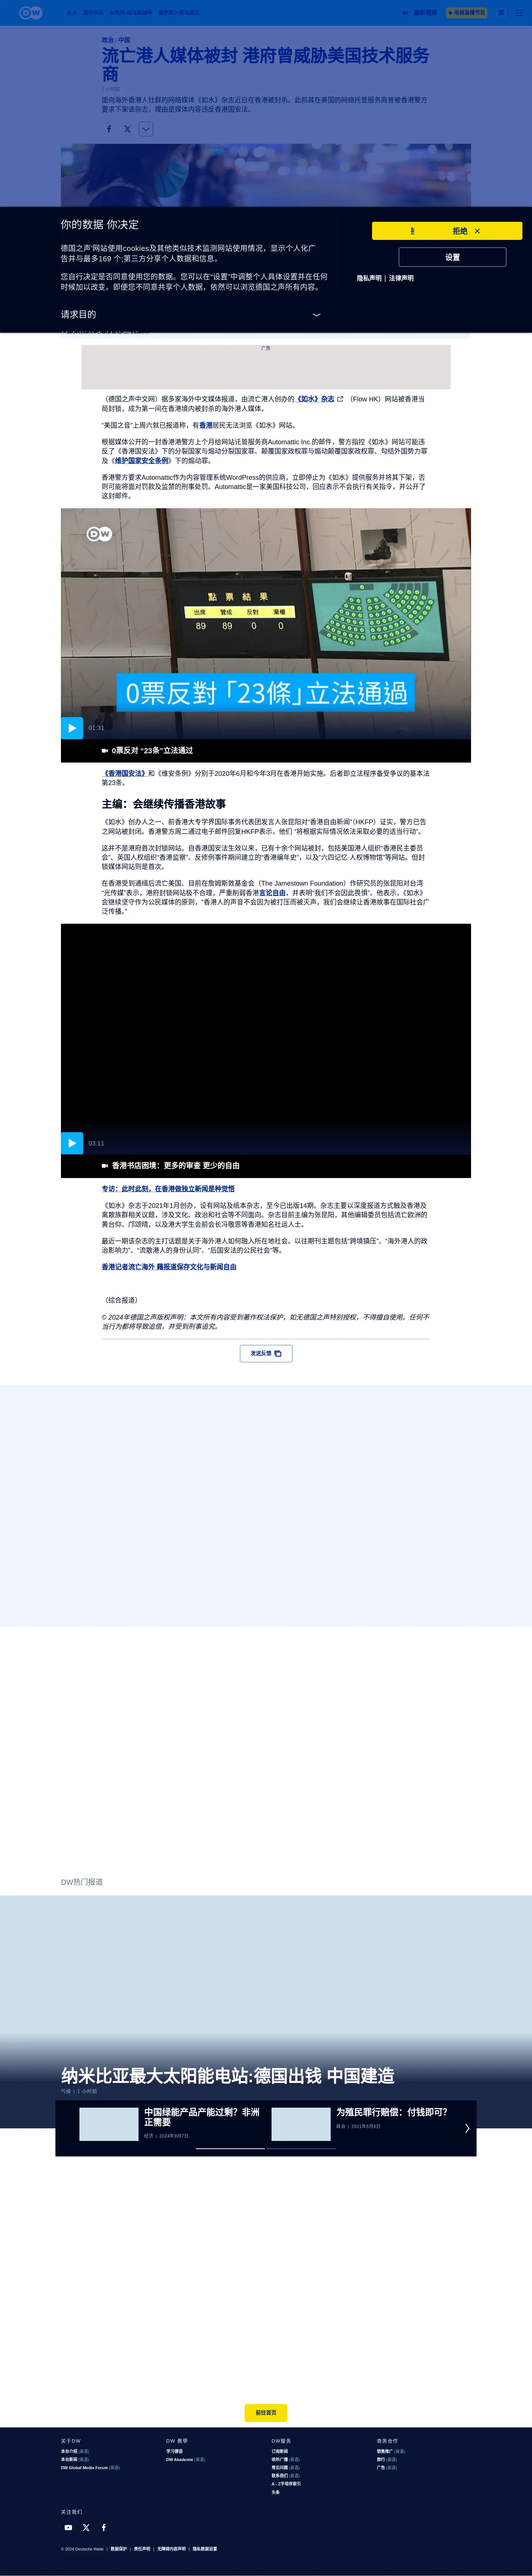 DW
最新视频
电视直播节目
政治 | 中国
流亡港人媒体被封 港府曾威胁美国技术服务
商
2 小时前
面向海外香港人社群的网络媒体《如水》杂志近日在香港被封杀。此前其在美国的网络托管服务商曾被香港警方
要求下架该杂志，理由是媒体内容违反香港国安法。
你的数据 你决定
德国之声'网站使用cookies及其他类似技术监测网站使用情况，显示个人化广
告并与最多169 个;第三方分享个人数据和信息。
您自行决定是否同意使用您的数据。您可以在“设置”中调整个人具体设置并在任何
时候加以改变。即便您不同意共享个人数据，依然可以浏览德国之声所有内容。
请求目的
拒绝
设置
隐私声明 | 法律声明
广告
（德国之声中文网）据多家海外中文媒体报道，由流亡港人创办的《如水》杂志（Flow HK）网站被香港当
局封锁，成为第一间在香港境内被封杀的海外港人媒体。
“美国之音”上周六就已报道称，有香港居民无法浏览《如水》网站。
根据媒体公开的一封香港港警方上个月给网站托管服务商Automattic Inc.的邮件，警方指控《如水》网站可能违
反了《香港国安法》下的分裂国家与煽动分裂国家罪、颠覆国家政权罪与煽动颠覆国家政权罪、勾结外国势力罪
及《维护国家安全条例》下的煽动罪。
香港警方要求Automattic作为内容管理系统WordPress的供应商，立即停止为《如水》提供服务并将其下架，否
则可能将面对罚款及监禁的刑事处罚。Automattic是一家美国科技公司，回应表示不会执行有关指令，并公开了
这封邮件。
DW
點 票 結 果
出席 贊成 反對 棄權
89 89 0 0
0票反對「23條」立法通過
01:31
0票反对 “23条”立法通过
《香港国安法》和《维安条例》分别于2020年6月和今年3月在香港开始实施。后者即立法程序备受争议的基本法
第23条。
主编：会继续传播香港故事
《如水》创办人之一、前香港大专学界国际事务代表团发言人张昆阳对“香港自由新闻”（HKFP）证实，警方已告
之网站被封闭。香港警方周二通过电子邮件回复HKFP表示，他们 “将根据实际情况依法采取必要的适当行动”。
这并不是港府首次封锁网站。自香港国安法生效以来，已有十余个网站被封，包括美港国人组织“香港民主委员
会”、英国人权组织“香港监察”、反修例事件期间建立的“香港编年史”，以及“六四记忆·人权博物馆”等网站。但封
锁媒体网站则是首次。
在香港受到通缉后流亡美国、目前在詹姆斯敦基金会（The Jamestown Foundation）作研究员的张昆阳对台湾
“光传媒”表示，港府封锁网站极不合理，严重削弱香港言论自由，并表明“我们不会因此畏惧”。他表示，《如水》
会继续坚守作为公民媒体的原则，“香港人的声音不会因为被打压而被灭声，我们会继续让香港故事在国际社会广
泛传播。”
03:11
香港书店困境：更多的审查 更少的自由
专访：此时此刻，在香港做独立新闻是种觉悟
《如水》杂志于2021年1月创办，设有网站及纸本杂志，至今已出版14期。杂志主要以深度报道方式触及香港及
离散族群相关议题，涉及文化、政治和社会等不同面向。杂志目前主编为张昆阳，其他编辑委员包括流亡欧洲的
黄台仰、邝颂晴，以及港大学生会前会长冯敬恩等香港知名社运人士。
最近一期该杂志的主打话题是关于海外港人如何融入所在地社会。以往期刊主题包括“跨境镇压”、“海外港人的政
治影响力”、“流散港人的身份认同”、“后国安法的公民社会”等。
香港记者流亡海外 籍报道保存文化与新闻自由
（综合报道）
© 2024年德国之声版权声明：本文所有内容受到著作权法保护，如无德国之声特别授权，不得擅自使用。任何不
当行为都将导致追偿，并受到刑事追究。
发送反馈
DW热门报道
纳米比亚最大太阳能电站:德国出钱 中国建造
气候 | 1 小时前
中国绿能产品产能过剩？非洲
正需要
经济 | 2024年9月7日
为殖民罪行赔偿：付钱即可？
政治 | 2021年5月6日
前往首页
关于DW
本台介绍 (英语)
本台新闻 (英语)
DW Global Media Forum (英语)
DW 教學
学习德语
DW Akademie (英语)
DW服务
订阅新闻
收听广播 (英语)
常见问题 (英语)
联系我们 (英语)
A - Z字母序索引
头条
商务合作
销售推广 (英语)
旅行 (英语)
广告 (英语)
关注我们
© 2024 Deutsche Welle | 数据保护 | 责任声明 | 无障碍内容声明 | 隐私数据设置